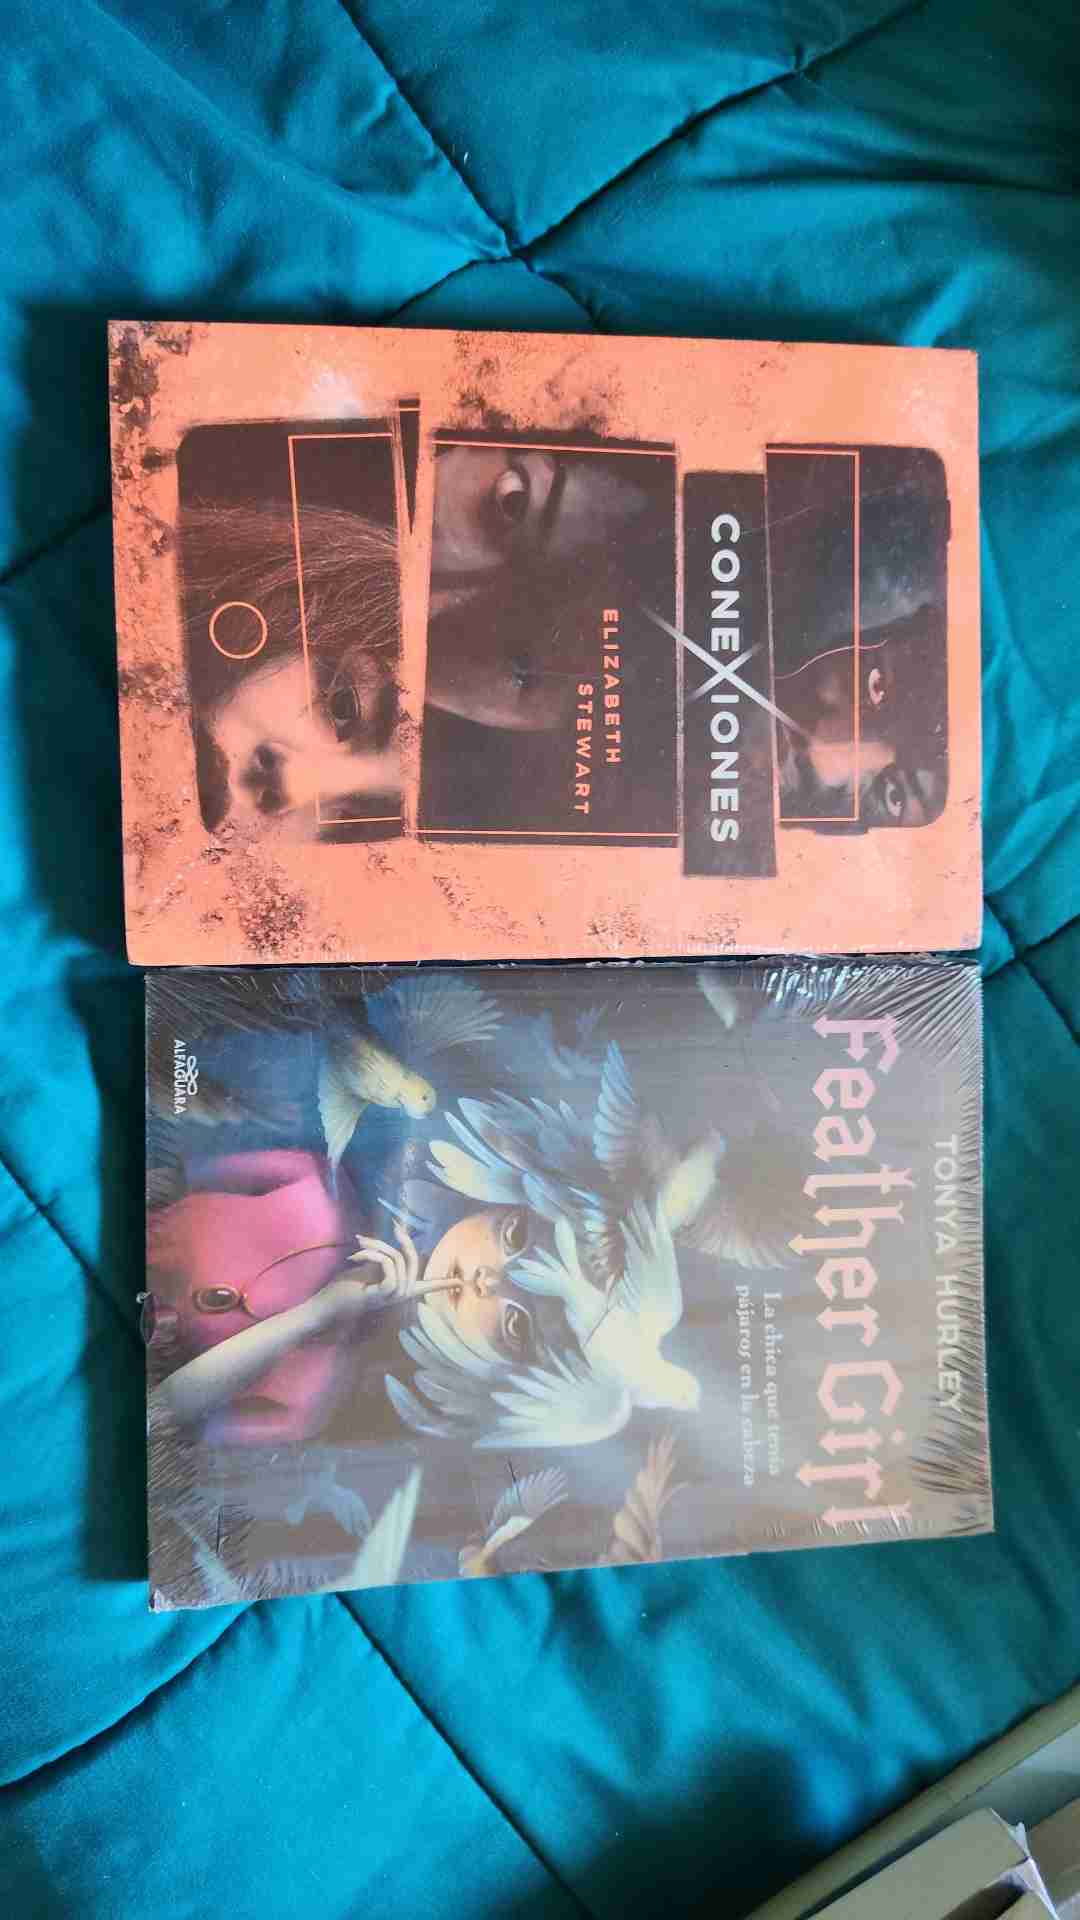 CONEXIONES
ELIZABETH
STEWART
TONYA HURLEY
Feather Girl
La chica que tenía
pájaros en la cabeza
ALFAGUARA